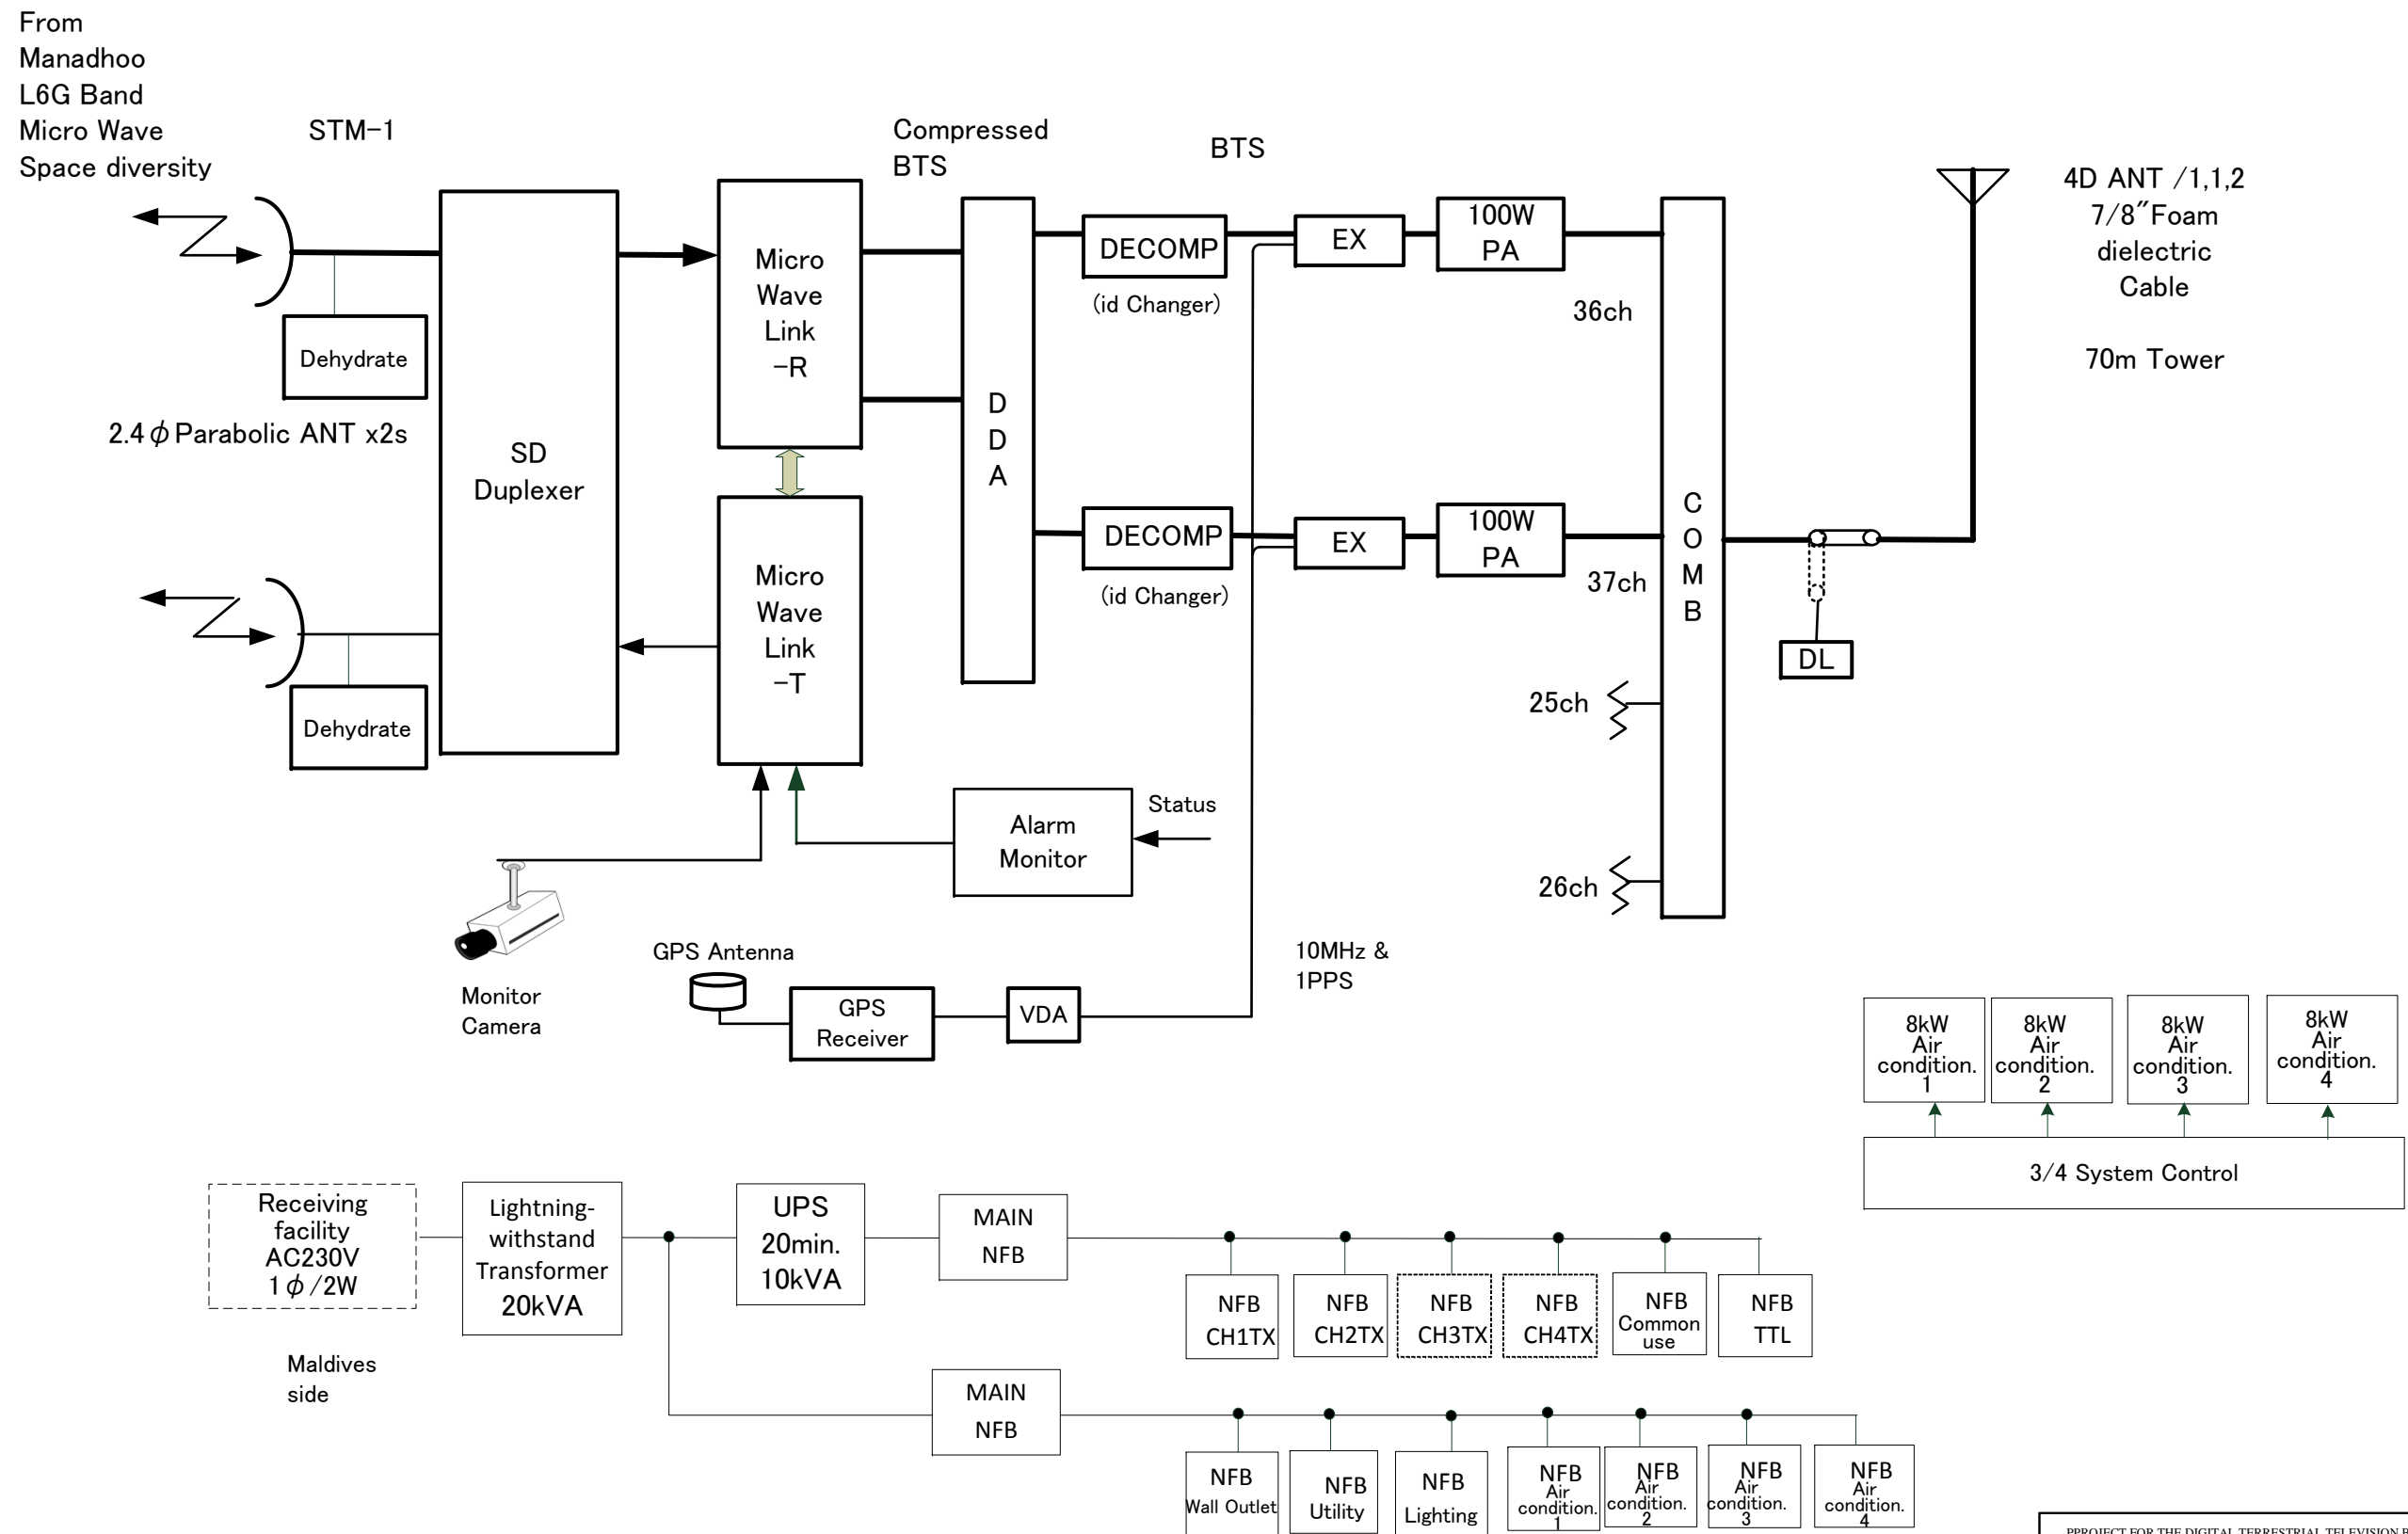 From
Manadhoo
L6G Band
Micro Wave
Space diversity
STM-1
Compressed
BTS
BTS
4D ANT /1,1,2
7/8"Foam
dielectric
Cable
70m Tower
Dehydrate
2.4φParabolic ANT x2s
SD
Duplexer
Micro
Wave
Link
-R
D
D
A
DECOMP
(id Changer)
EX
100W
PA
36ch
Micro
Wave
Link
-T
DECOMP
(id Changer)
EX
100W
PA
37ch
C
O
M
B
DL
25ch
26ch
Dehydrate
Alarm
Monitor
Status
Monitor
Camera
GPS Antenna
GPS
Receiver
VDA
10MHz &
1PPS
8kW
Air
condition.
1
8kW
Air
condition.
2
8kW
Air
condition.
3
8kW
Air
condition.
4
3/4 System Control
Receiving
facility
AC230V
1φ/2W
Maldives
side
Lightning-
withstand
Transformer
20kVA
UPS
20min.
10kVA
MAIN
NFB
NFB
CH1TX
NFB
CH2TX
NFB
CH3TX
NFB
CH4TX
NFB
Common
use
NFB
TTL
MAIN
NFB
NFB
Wall Outlet
NFB
Utility
NFB
Lighting
NFB
Air
condition.
1
NFB
Air
condition.
2
NFB
Air
condition.
3
NFB
Air
condition.
4
PPROJECT FOR THE DIGITAL TERRESTRIAL TELEVISION